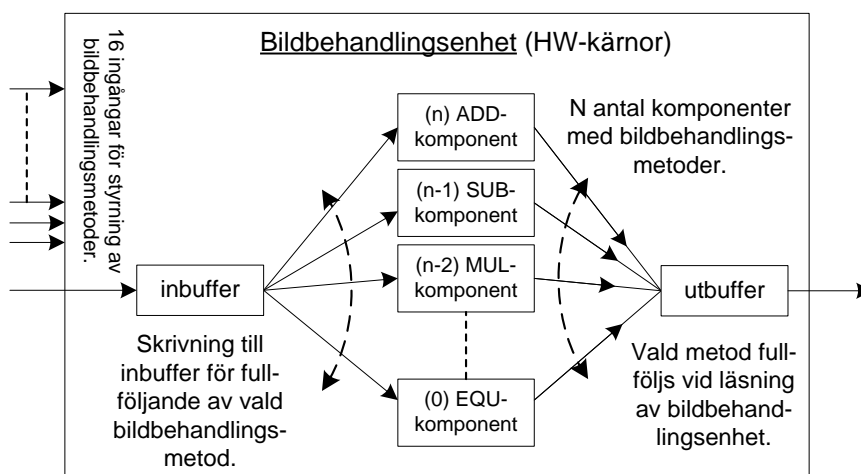 Bildbehandlingsenhet (HW-kärnor)
16 ingångar för styrning av
bildbehandlingsmetoder.
(n) ADD-
komponent
(n-1) SUB-
komponent
(n-2) MUL-
komponent
(0) EQU-
komponent
N antal komponenter
med bildbehandlings-
metoder.
inbuffer
utbuffer
Skrivning till
inbuffer för full-
följande av vald
bildbehandlings-
metod.
Vald metod full-
följs vid läsning
av bildbehand-
lingsenhet.